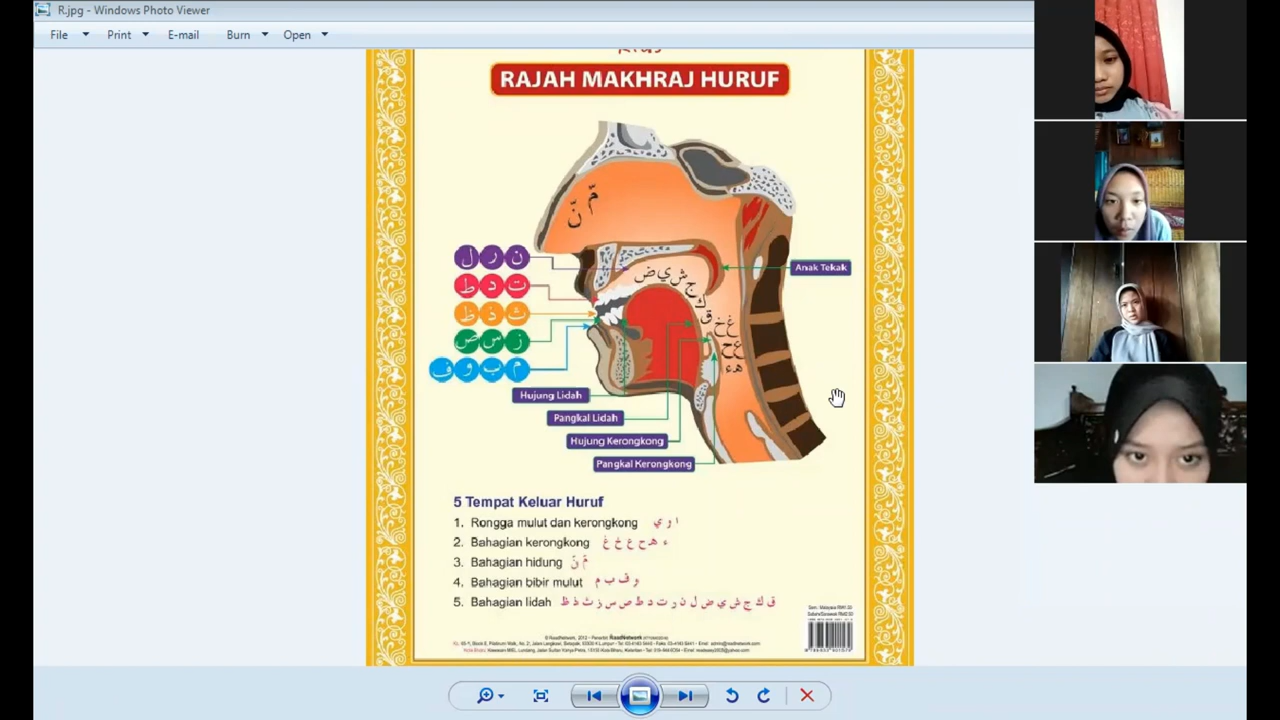 R.jpg - Windows Photo Viewer
File Print E-mail Burn Open
RAJAH MAKHRAJ HURUF
مّ
نّ
ن ر ل
ت د ط
ث ذ ظ
ز س ص
م ب و ف
ض ي ش ج
ك
ق
غ خ
ع ح
ء ه
Anak Tekak
Hujung Lidah
Pangkal Lidah
Hujung Kerongkong
Pangkal Kerongkong
5 Tempat Keluar Huruf
1. Rongga mulut dan kerongkong ا و ي
2. Bahagian kerongkong ء هـ ح ع خ غ
3. Bahagian hidung مّ نّ
4. Bahagian bibir mulut و ف ب م
5. Bahagian lidah ق ك ج ش ي ض ل ن ر ت د ط ص س ز ث ذ ظ